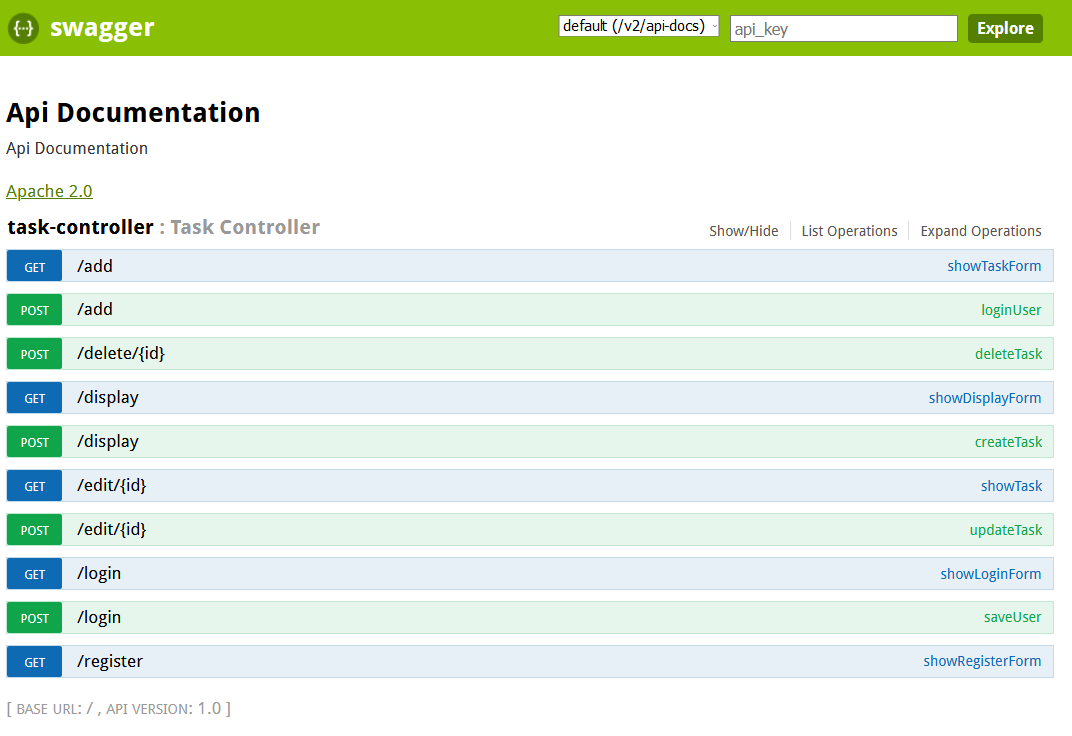 {...} swagger default (/v2/api-docs) api_key Explore
Api Documentation
Api Documentation
Apache 2.0
task-controller : Task Controller Show/Hide List Operations Expand Operations
GET /add showTaskForm
POST /add loginUser
POST /delete/{id} deleteTask
GET /display showDisplayForm
POST /display createTask
GET /edit/{id} showTask
POST /edit/{id} updateTask
GET /login showLoginForm
POST /login saveUser
GET /register showRegisterForm
[ BASE URL: / , API VERSION: 1.0 ]